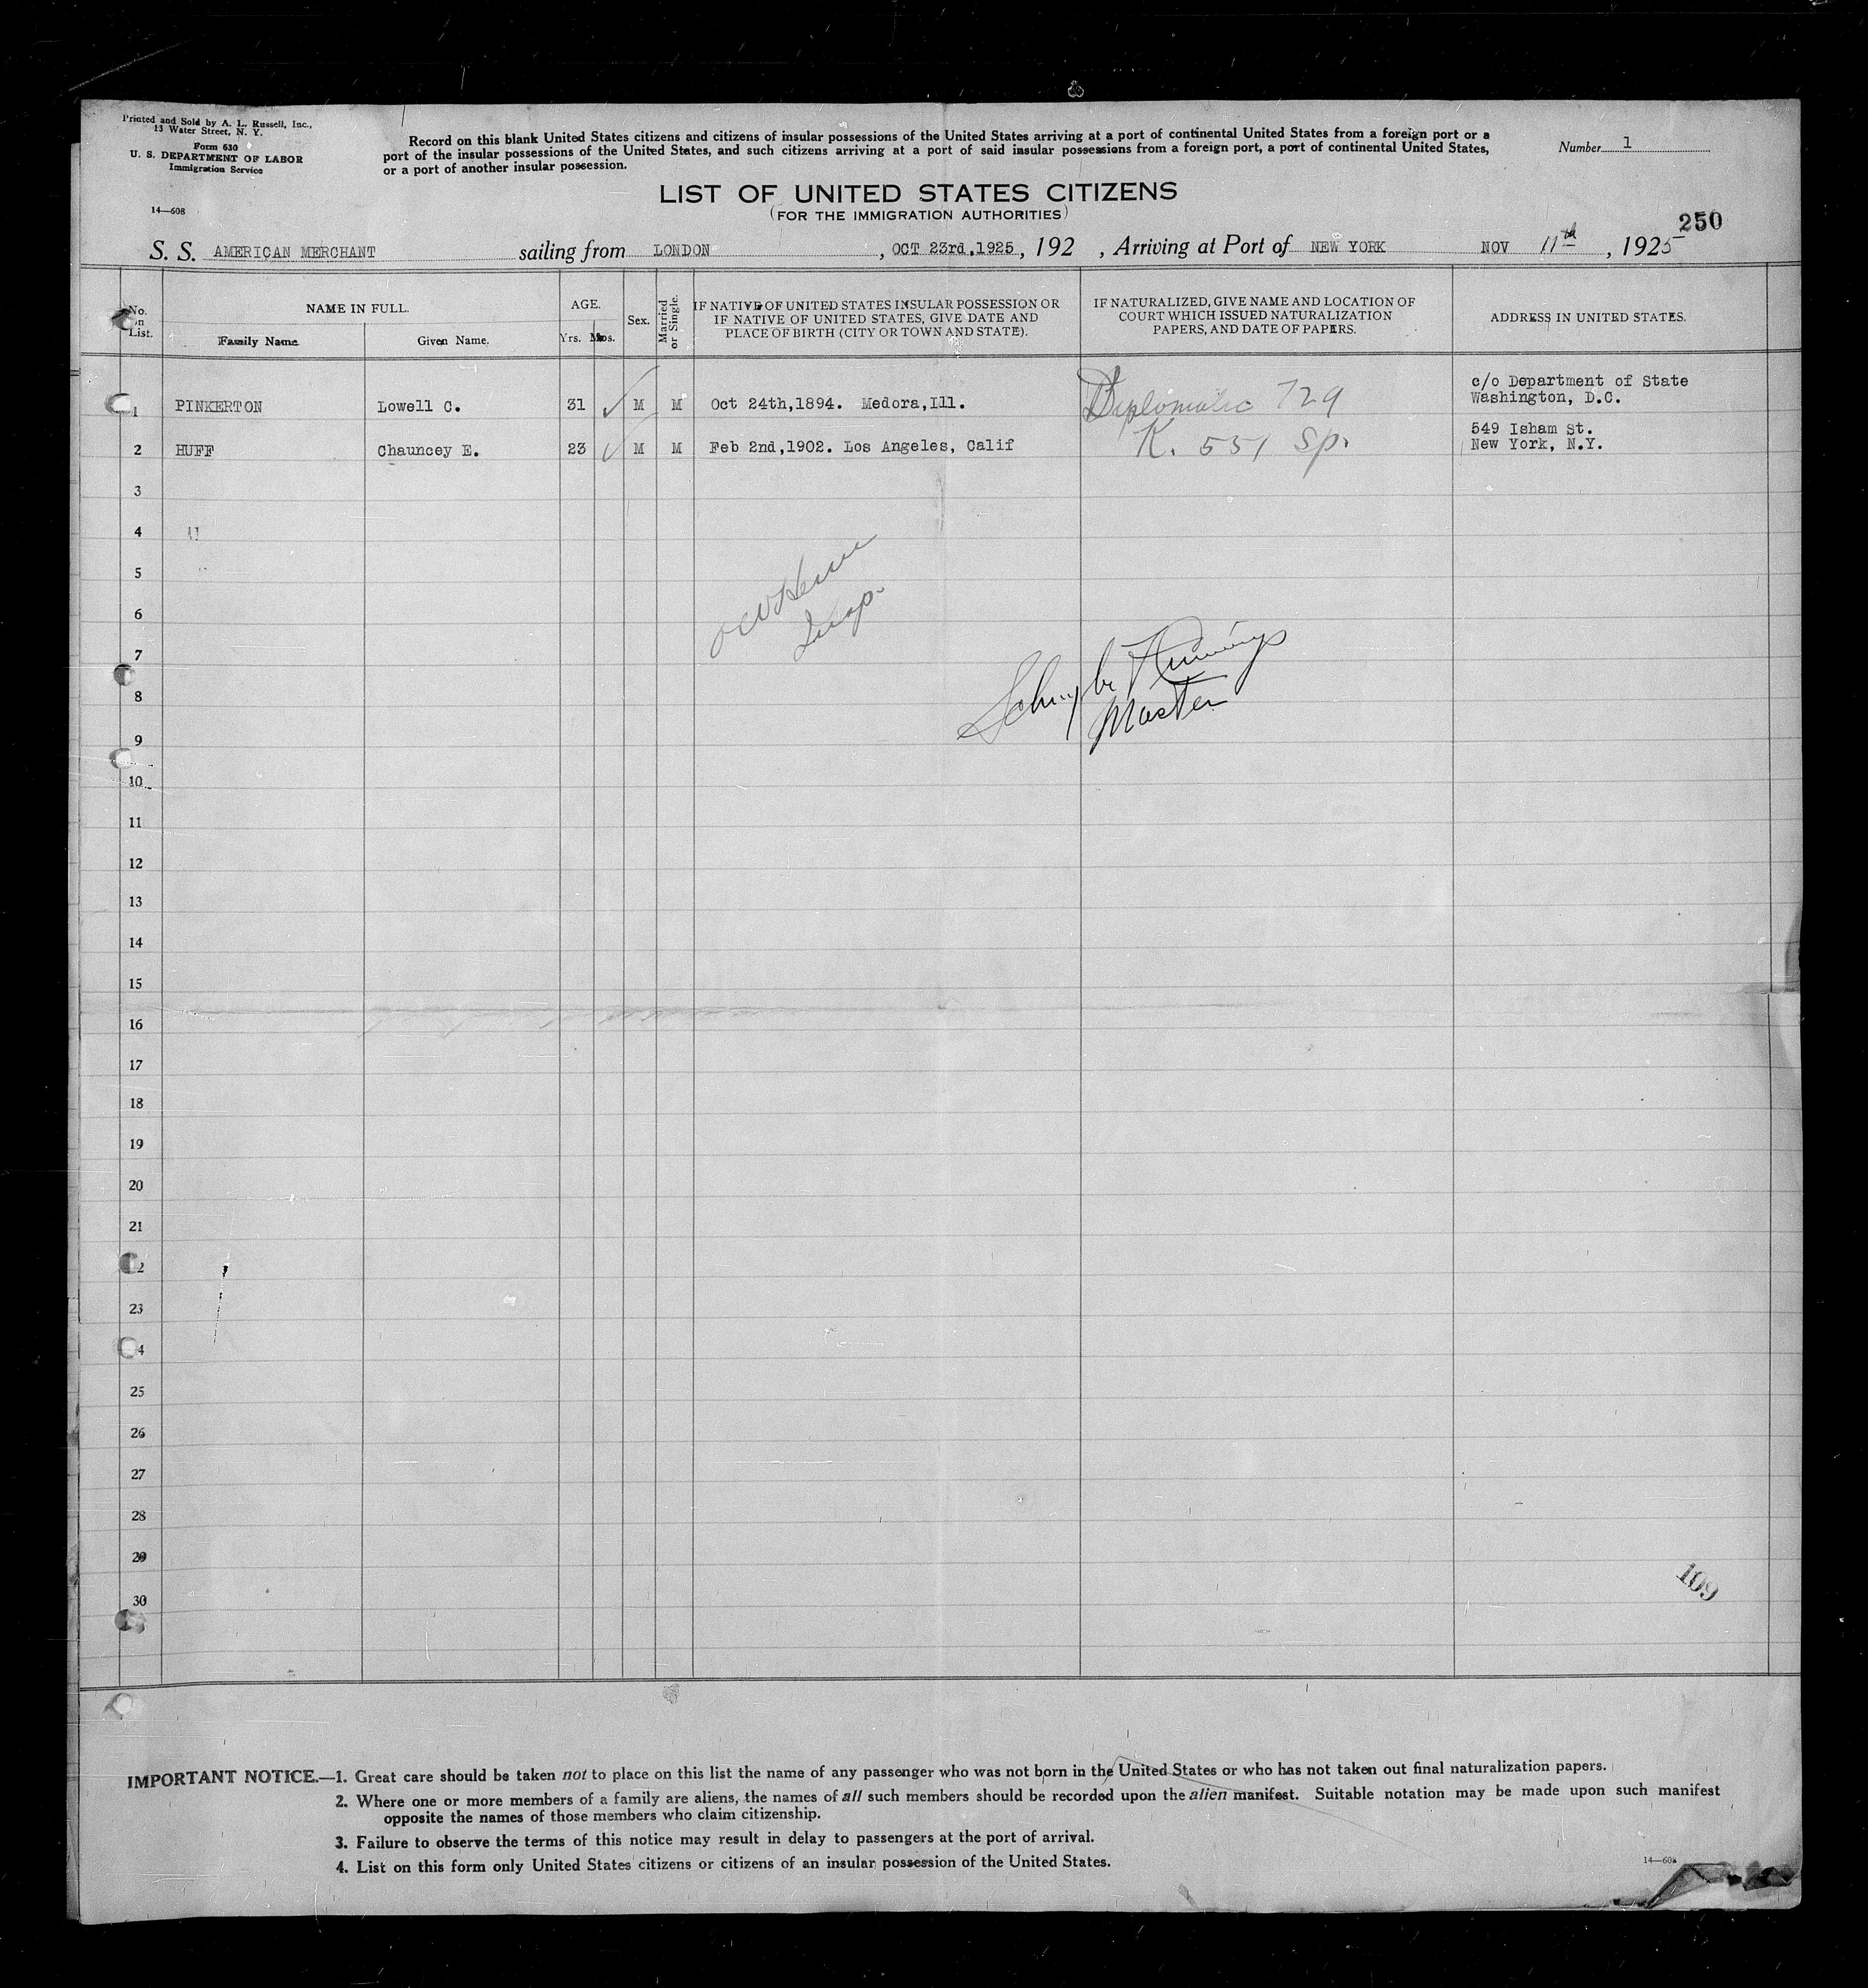 Printed and Sold by A. L. Russell, Inc.,
13 Water Street, N. Y.
Form 630
U. S. DEPARTMENT OF LABOR
Immigration Service
14—608
Record on this blank United States citizens and citizens of insular possessions of the United States arriving at a port of continental United States from a foreign port or a
port of the insular possessions of the United States, and such citizens arriving at a port of said insular possessions from a foreign port, a port of continental United States,
or a port of another insular possession.
Number 1
LIST OF UNITED STATES CITIZENS
(FOR THE IMMIGRATION AUTHORITIES)
250
S. S. AMERICAN MERCHANT sailing from LONDON , OCT 23rd,1925, 192 , Arriving at Port of NEW YORK NOV 11th , 1925
No. on List. NAME IN FULL. Family Name. Given Name. AGE. Yrs. Mos. Sex. Married or Single. IF NATIVE OF UNITED STATES INSULAR POSSESSION OR IF NATIVE OF UNITED STATES, GIVE DATE AND PLACE OF BIRTH (CITY OR TOWN AND STATE). IF NATURALIZED, GIVE NAME AND LOCATION OF COURT WHICH ISSUED NATURALIZATION PAPERS, AND DATE OF PAPERS. ADDRESS IN UNITED STATES.
1 PINKERTON Lowell C. 31 M M Oct 24th,1894. Medora,Ill. Diplomatic 729 c/o Department of State Washington, D.C.
2 HUFF Chauncey E. 23 M M Feb 2nd,1902. Los Angeles, Calif K. 551 Sp. 549 Isham St. New York, N.Y.
3
4
5
6
Insp.
7
8 Master
9
10
11
12
13
14
15
16
17
18
19
20
21
2
23
4
25
26
27
28
29
30
109
IMPORTANT NOTICE.—1. Great care should be taken not to place on this list the name of any passenger who was not born in the United States or who has not taken out final naturalization papers.
2. Where one or more members of a family are aliens, the names of all such members should be recorded upon the alien manifest. Suitable notation may be made upon such manifest
opposite the names of those members who claim citizenship.
3. Failure to observe the terms of this notice may result in delay to passengers at the port of arrival.
4. List on this form only United States citizens or citizens of an insular possession of the United States.
14—608